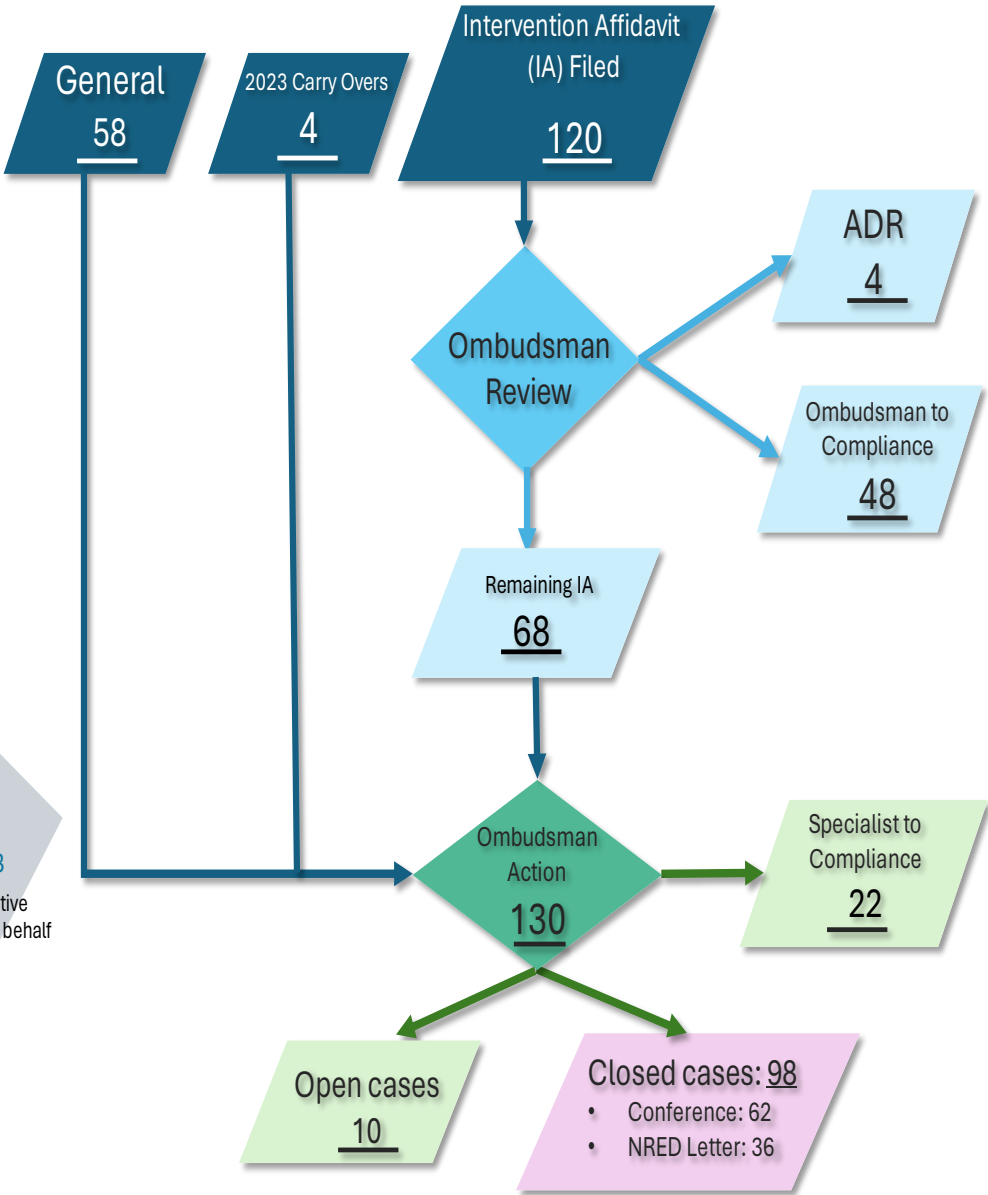 General
58
2023 Carry Overs
4
Intervention Affidavit
(IA) Filed
120
ADR
4
Ombudsman
Review
Ombudsman to
Compliance
48
Remaining IA
68
Ombudsman
Action
130
Specialist to
Compliance
22
behalf
Open cases
10
Closed cases: 98
• Conference: 62
• NRED Letter: 36